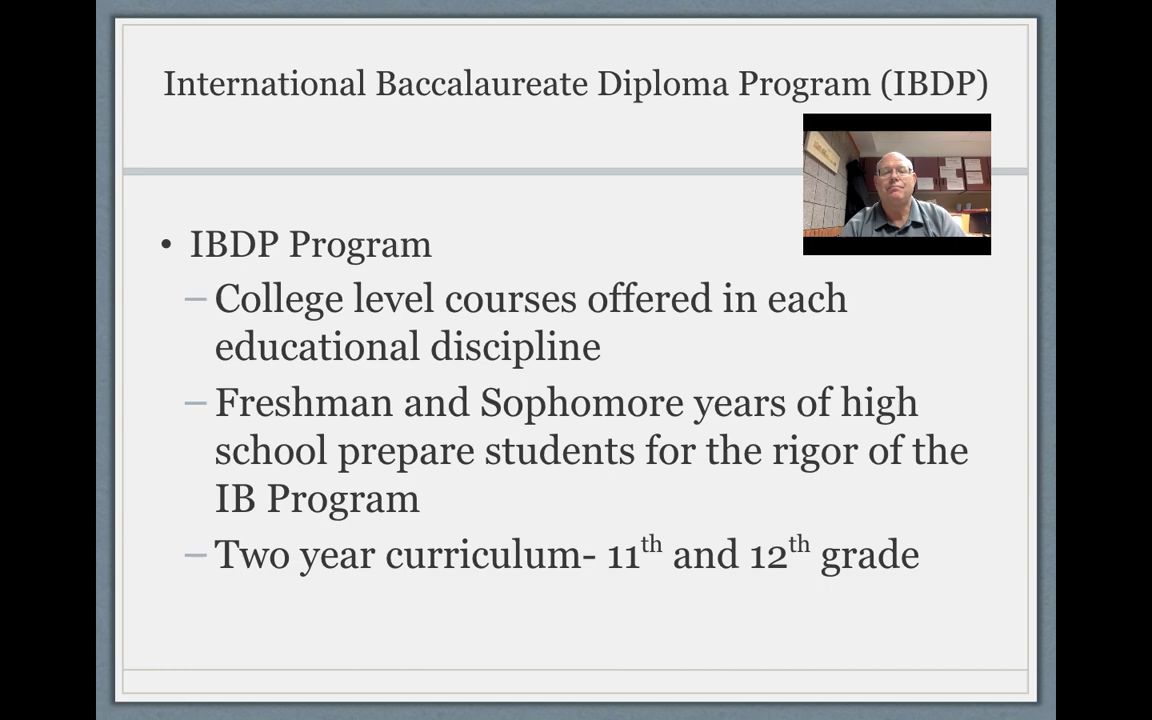 International Baccalaureate Diploma Program (IBDP)
• IBDP Program
– College level courses offered in each
educational discipline
– Freshman and Sophomore years of high
school prepare students for the rigor of the
IB Program
– Two year curriculum- 11th and 12th grade